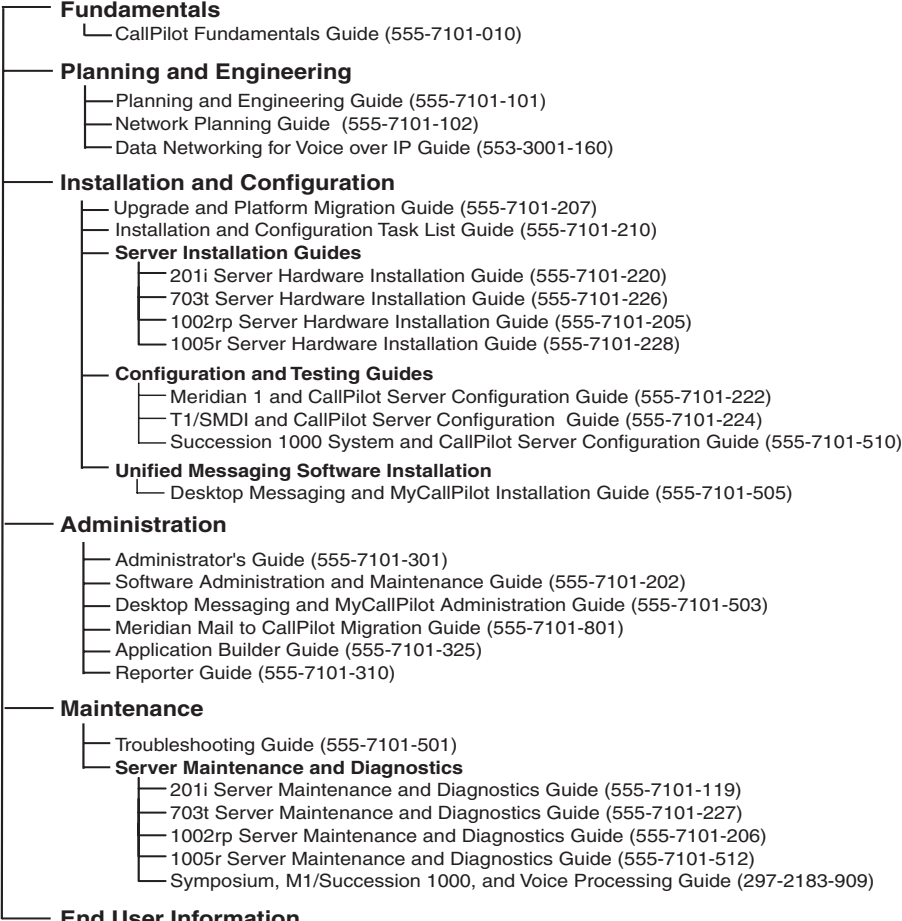 Fundamentals
CallPilot Fundamentals Guide (555-7101-010)
Planning and Engineering
Planning and Engineering Guide (555-7101-101)
Network Planning Guide (555-7101-102)
Data Networking for Voice over IP Guide (553-3001-160)
Installation and Configuration
Upgrade and Platform Migration Guide (555-7101-207)
Installation and Configuration Task List Guide (555-7101-210)
Server Installation Guides
201i Server Hardware Installation Guide (555-7101-220)
703t Server Hardware Installation Guide (555-7101-226)
1002rp Server Hardware Installation Guide (555-7101-205)
1005r Server Hardware Installation Guide (555-7101-228)
Configuration and Testing Guides
Meridian 1 and CallPilot Server Configuration Guide (555-7101-222)
T1/SMDI and CallPilot Server Configuration Guide (555-7101-224)
Succession 1000 System and CallPilot Server Configuration Guide (555-7101-510)
Unified Messaging Software Installation
Desktop Messaging and MyCallPilot Installation Guide (555-7101-505)
Administration
Administrator's Guide (555-7101-301)
Software Administration and Maintenance Guide (555-7101-202)
Desktop Messaging and MyCallPilot Administration Guide (555-7101-503)
Meridian Mail to CallPilot Migration Guide (555-7101-801)
Application Builder Guide (555-7101-325)
Reporter Guide (555-7101-310)
Maintenance
Troubleshooting Guide (555-7101-501)
Server Maintenance and Diagnostics
201i Server Maintenance and Diagnostics Guide (555-7101-119)
703t Server Maintenance and Diagnostics Guide (555-7101-227)
1002rp Server Maintenance and Diagnostics Guide (555-7101-206)
1005r Server Maintenance and Diagnostics Guide (555-7101-512)
Symposium, M1/Succession 1000, and Voice Processing Guide (297-2183-909)
End User Information